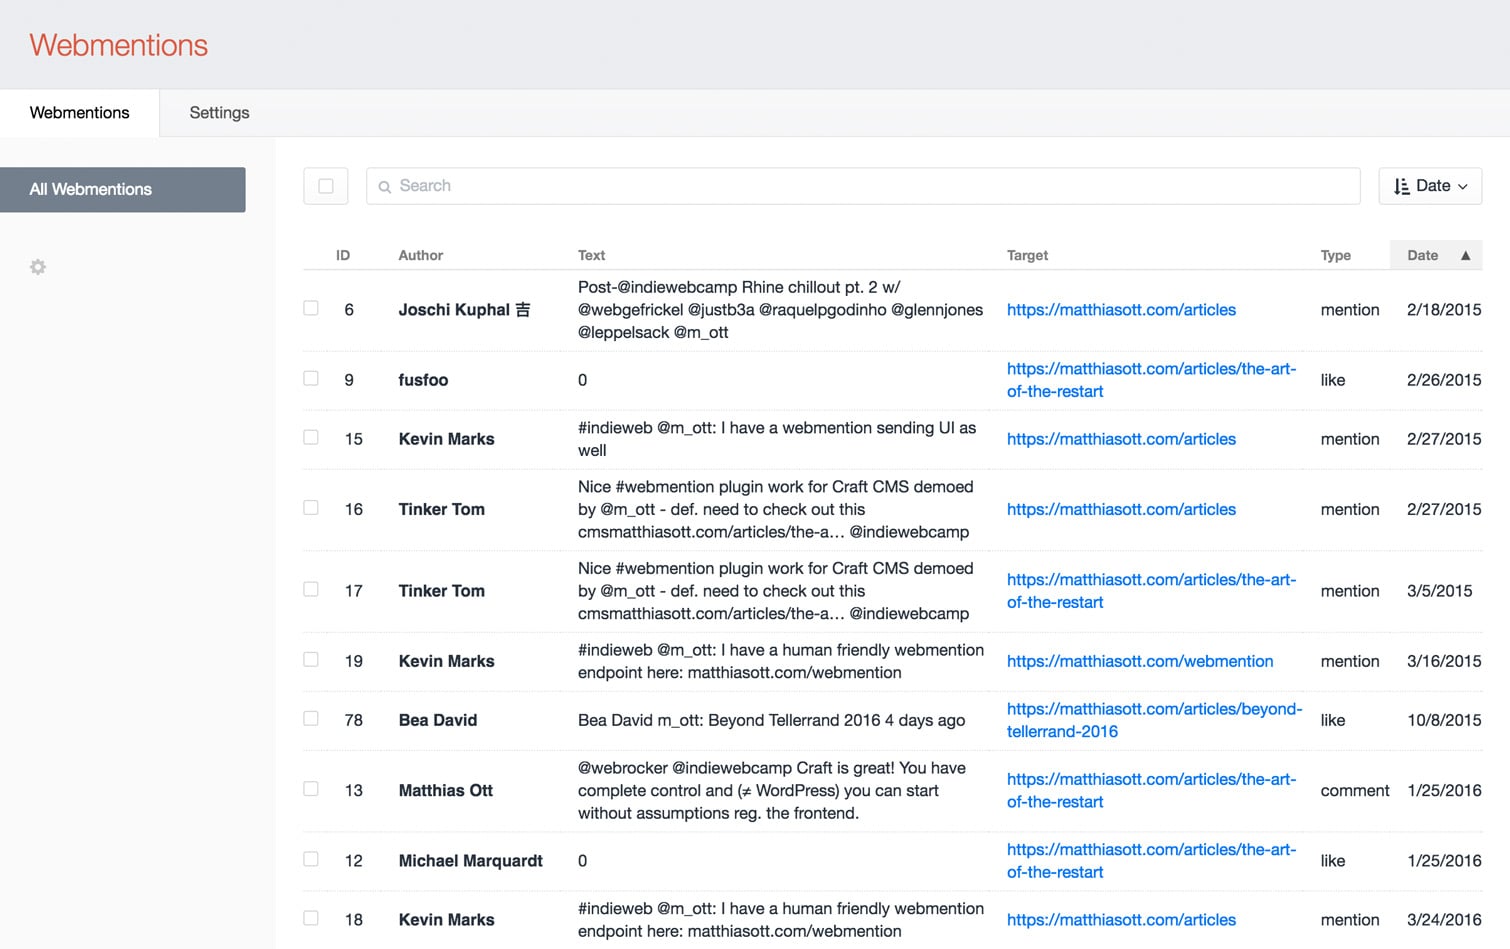 Webmentions
Webmentions
Settings
All Webmentions
Search
Date
ID Author Text Target Type Date ▲
Post-@indiewebcamp Rhine chillout pt. 2 w/
6 Joschi Kuphal 吉 @webgefrickel @justb3a @raquelpgodinho @glennjones https://matthiasott.com/articles mention 2/18/2015
@leppelsack @m_ott
https://matthiasott.com/articles/the-art-
9 fusfoo 0 like 2/26/2015
of-the-restart
#indieweb @m_ott: I have a webmention sending UI as
15 Kevin Marks https://matthiasott.com/articles mention 2/27/2015
well
Nice #webmention plugin work for Craft CMS demoed
16 Tinker Tom by @m_ott - def. need to check out this https://matthiasott.com/articles mention 2/27/2015
cmsmatthiasott.com/articles/the-a… @indiewebcamp
Nice #webmention plugin work for Craft CMS demoed https://matthiasott.com/articles/the-art-
17 Tinker Tom by @m_ott - def. need to check out this mention 3/5/2015
cmsmatthiasott.com/articles/the-a… @indiewebcamp of-the-restart
#indieweb @m_ott: I have a human friendly webmention
19 Kevin Marks https://matthiasott.com/webmention mention 3/16/2015
endpoint here: matthiasott.com/webmention
https://matthiasott.com/articles/beyond-
78 Bea David Bea David m_ott: Beyond Tellerrand 2016 4 days ago like 10/8/2015
tellerrand-2016
@webrocker @indiewebcamp Craft is great! You have https://matthiasott.com/articles/the-art-
13 Matthias Ott complete control and (≠ WordPress) you can start comment 1/25/2016
without assumptions reg. the frontend. of-the-restart
https://matthiasott.com/articles/the-art-
12 Michael Marquardt 0 like 1/25/2016
of-the-restart
#indieweb @m_ott: I have a human friendly webmention
18 Kevin Marks https://matthiasott.com/articles mention 3/24/2016
endpoint here: matthiasott.com/webmention